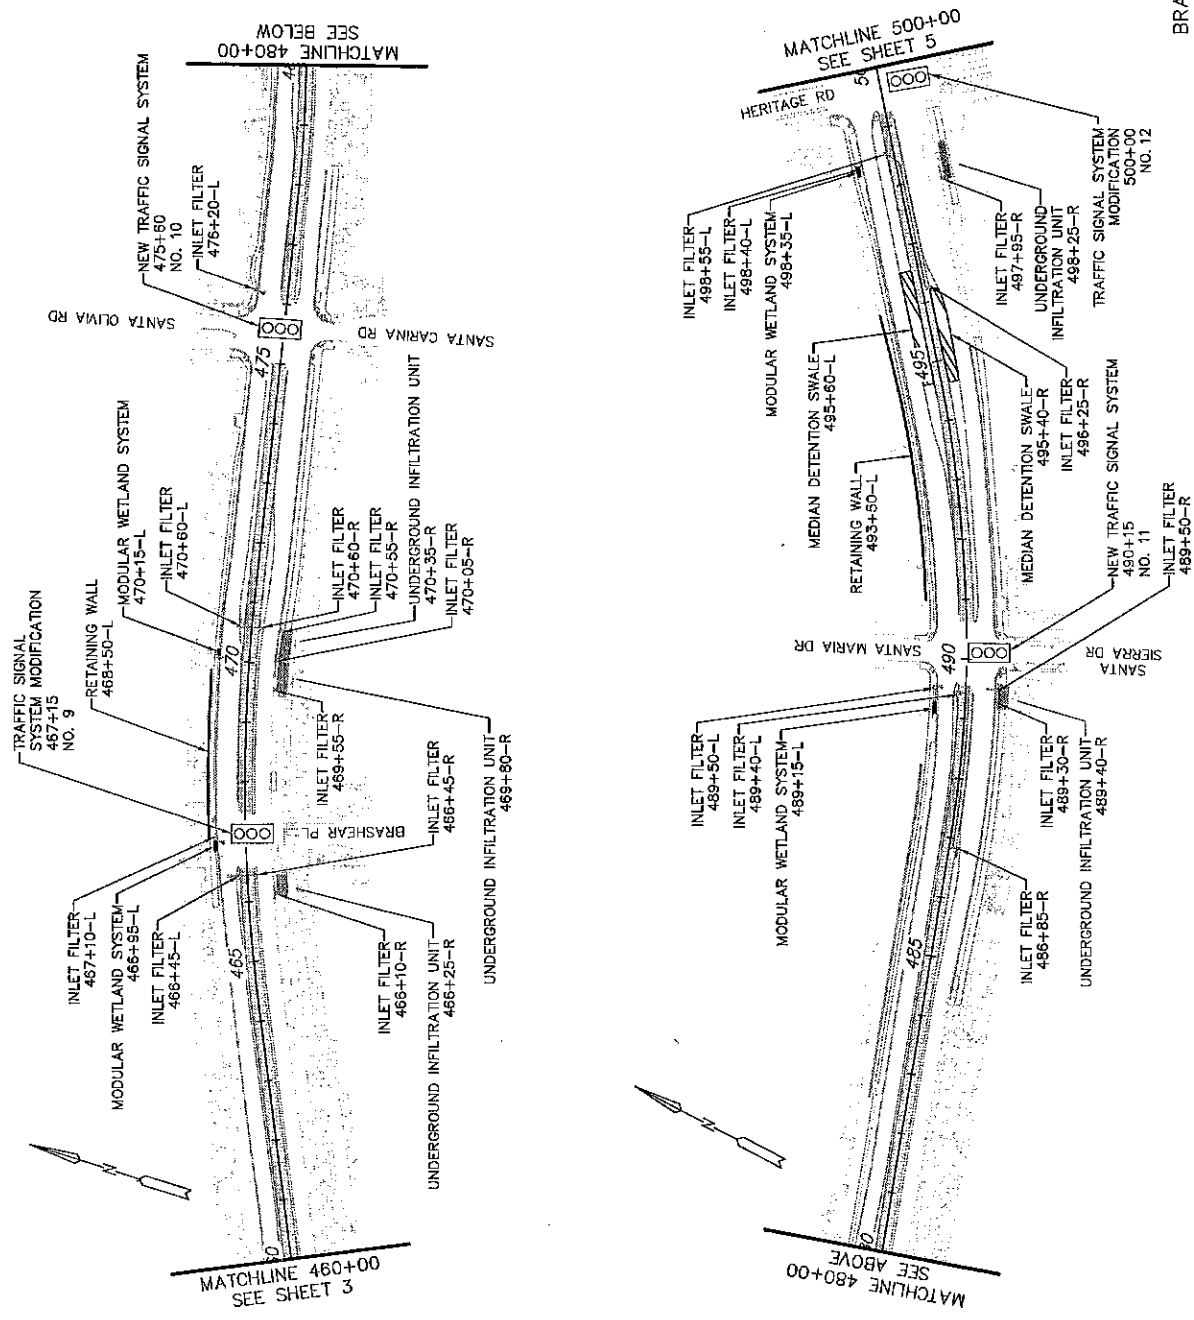 TRAFFIC SIGNAL
SYSTEM MODIFICATION
467+15
NO. 9
RETAINING WALL
468+50-L
MODULAR WETLAND SYSTEM
470+15-L
INLET FILTER
470+60-L
NEW TRAFFIC SIGNAL SYSTEM
475+60
NO. 10
INLET FILTER
476+20-L
MATCHLINE 480+00
SEE BELOW
SANTA OLIVIA RD
SANTA CARINA RD
475
470
465
INLET FILTER
467+10-L
MODULAR WETLAND SYSTEM
466+95-L
INLET FILTER
466+45-L
BRASHEAR PL
INLET FILTER
470+60-R
INLET FILTER
470+55-R
UNDERGROUND INFILTRATION UNIT
470+35-R
INLET FILTER
470+05-R
INLET FILTER
469+55-R
UNDERGROUND INFILTRATION UNIT
469+80-R
INLET FILTER
466+45-R
INLET FILTER
466+10-R
UNDERGROUND INFILTRATION UNIT
466+25-R
N
MATCHLINE 460+00
SEE SHEET 3
MATCHLINE 500+00
SEE SHEET 5
HERITAGE RD
INLET FILTER
498+55-L
INLET FILTER
498+40-L
MODULAR WETLAND SYSTEM
498+35-L
MEDIAN DETENTION SWALE
495+60-L
RETAINING WALL
493+50-L
SANTA MARIA DR
INLET FILTER
489+50-L
INLET FILTER
489+40-L
MODULAR WETLAND SYSTEM
489+15-L
495
490
485
TRAFFIC SIGNAL SYSTEM
MODIFICATION
500+00
NO. 12
UNDERGROUND
INFILTRATION UNIT
498+25-R
INLET FILTER
497+95-R
INLET FILTER
496+25-R
MEDIAN DETENTION SWALE
495+40-R
NEW TRAFFIC SIGNAL SYSTEM
490+15
NO. 11
INLET FILTER
489+50-R
SANTA
SIERRA DR
INLET FILTER
489+30-R
UNDERGROUND INFILTRATION UNIT
489+40-R
INLET FILTER
486+85-R
N
MATCHLINE 480+00
SEE ABOVE
BRA